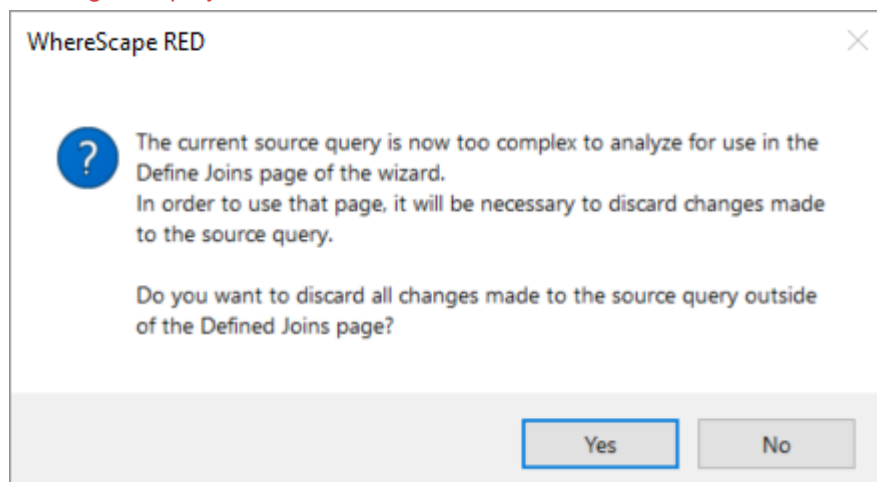 WhereScape RED
?
The current source query is now too complex to analyze for use in the
Define Joins page of the wizard.
In order to use that page, it will be necessary to discard changes made
to the source query.
Do you want to discard all changes made to the source query outside
of the Defined Joins page?
Yes
No